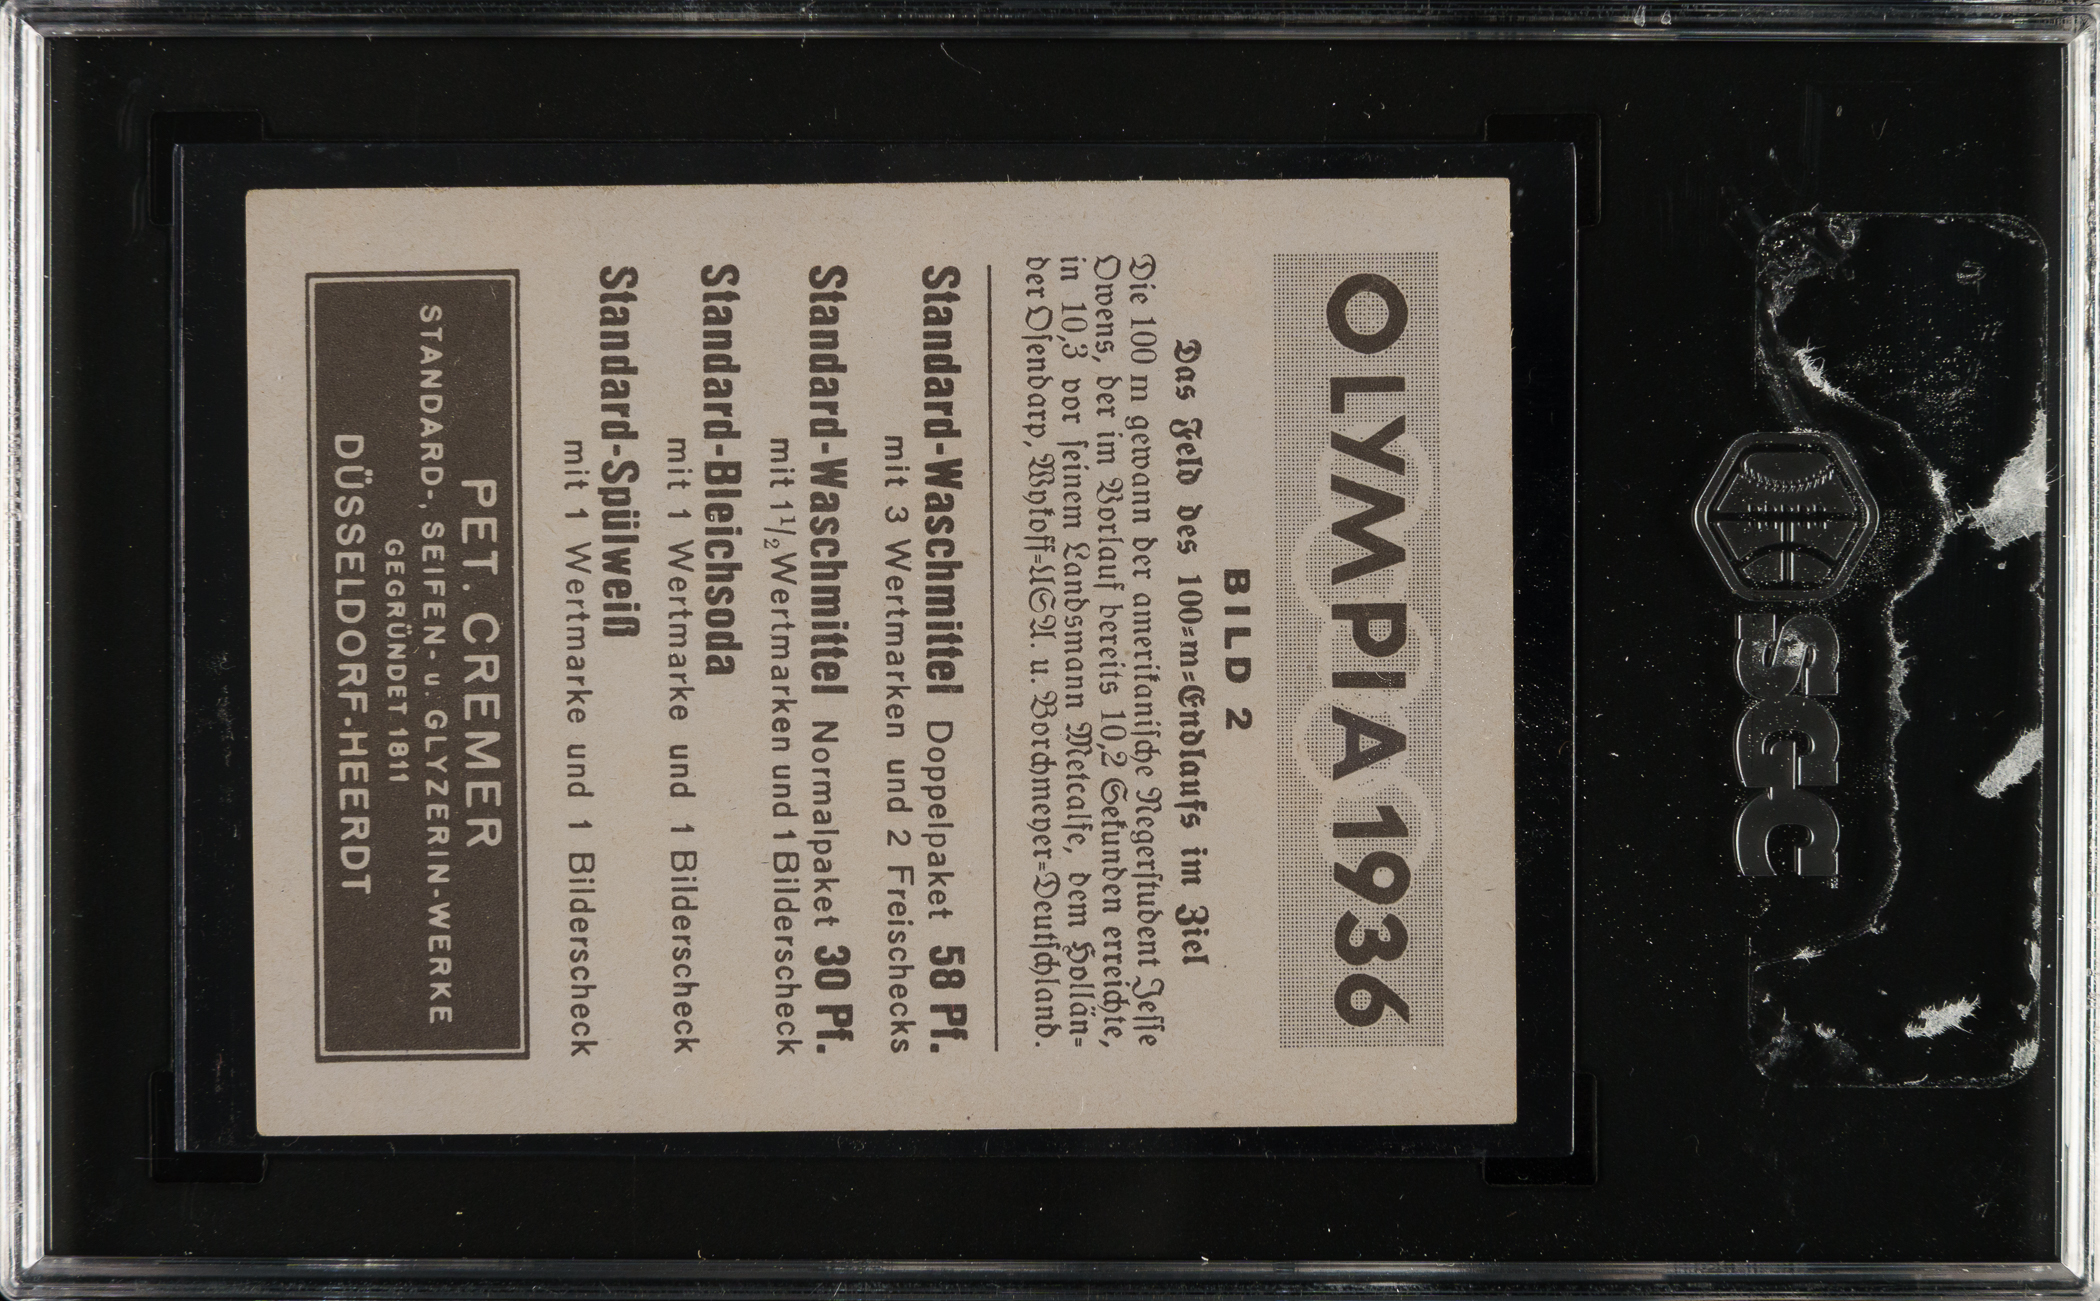 OLYMPIA 1936
BILD 2
Das Feld des 100=m=Endlaufs im Ziel
Die 100 m gewann der amerikanische Negerstudent Jesse
Owens, der im Vorlauf bereits 10,2 Sekunden erreichte,
in 10,3 vor seinem Landsmann Metcalfe, dem Hollän=
der Osendarp, Wykoff=USA. u. Borchmeyer=Deutschland.
Standard-Waschmittel Doppelpaket 58 Pf.
mit 3 Wertmarken und 2 Freischecks
Standard-Waschmittel Normalpaket 30 Pf.
mit 1½ Wertmarken und 1 Bilderscheck
Standard-Bleichsoda
mit 1 Wertmarke und 1 Bilderscheck
Standard-Spülweiß
mit 1 Wertmarke und 1 Bilderscheck
PET. CREMER
STANDARD-, SEIFEN- u. GLYZERIN-WERKE
GEGRÜNDET 1811
DÜSSELDORF-HEERDT
SGC